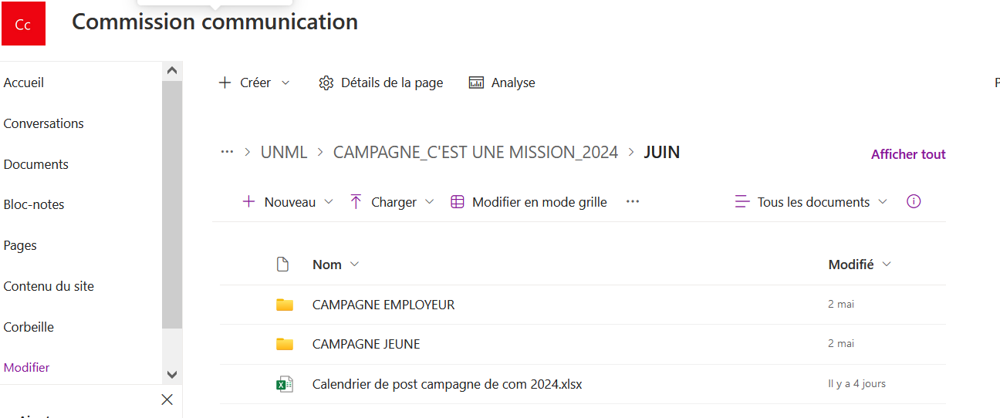 Cc
Commission communication
Accueil
Conversations
Documents
Bloc-notes
Pages
Contenu du site
Corbeille
Modifier
Créer
Détails de la page
Analyse
P
... > UNML > CAMPAGNE_C'EST UNE MISSION_2024 > JUIN
Afficher tout
Nouveau
Charger
Modifier en mode grille
...
Tous les documents
Nom
Modifié
CAMPAGNE EMPLOYEUR
2 mai
CAMPAGNE JEUNE
2 mai
Calendrier de post campagne de com 2024.xlsx
Il y a 4 jours